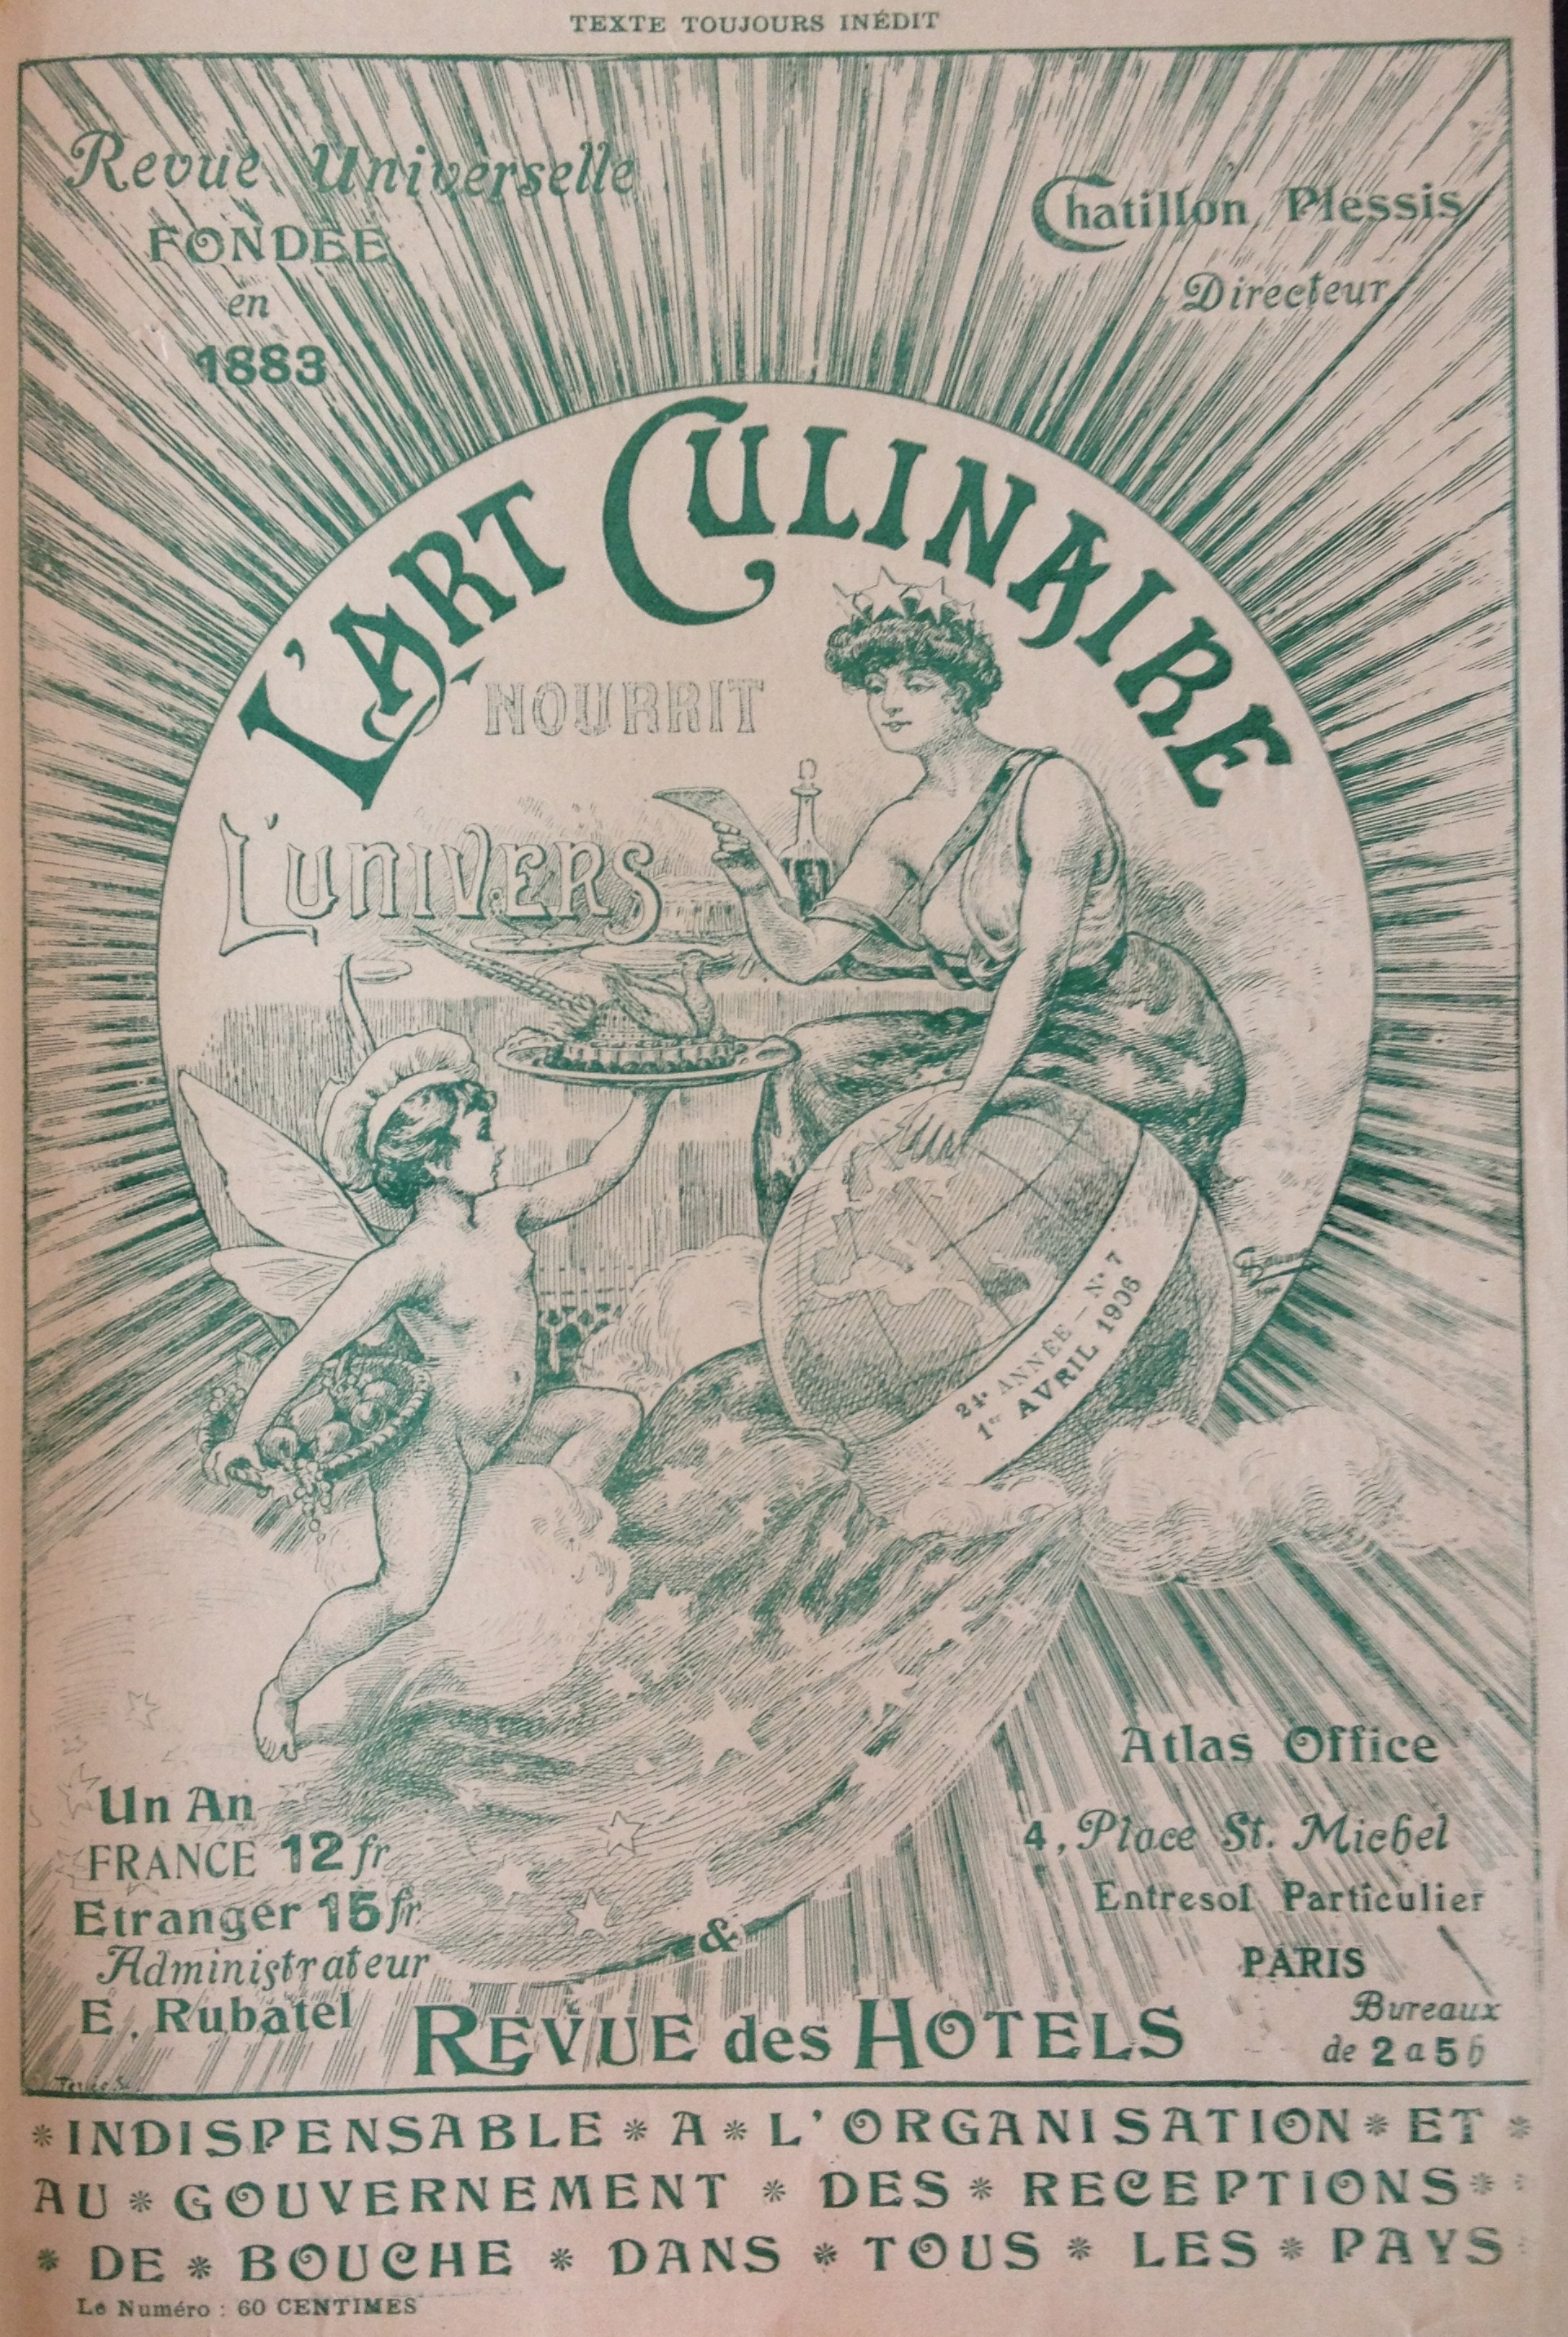 TEXTE TOUJOURS INÉDIT
Revue Universelle
FONDÉE
en
1883
Chatillon Plessis
Directeur
L'ART CULINAIRE
NOURRIT
L'UNIVERS
24e ANNÉE — No 7
1er AVRIL 1906
Un An
FRANCE 12 fr
Etranger 15 fr
Administrateur
E. Rubatel
Atlas Office
4, Place St. Michel
Entresol Particulier
PARIS
Bureaux
de 2 a 5 h
&
REVUE des HOTELS
* INDISPENSABLE * A * L'ORGANISATION * ET *
AU * GOUVERNEMENT * DES * RECEPTIONS *
* DE * BOUCHE * DANS * TOUS * LES * PAYS
Le Numéro : 60 CENTIMES